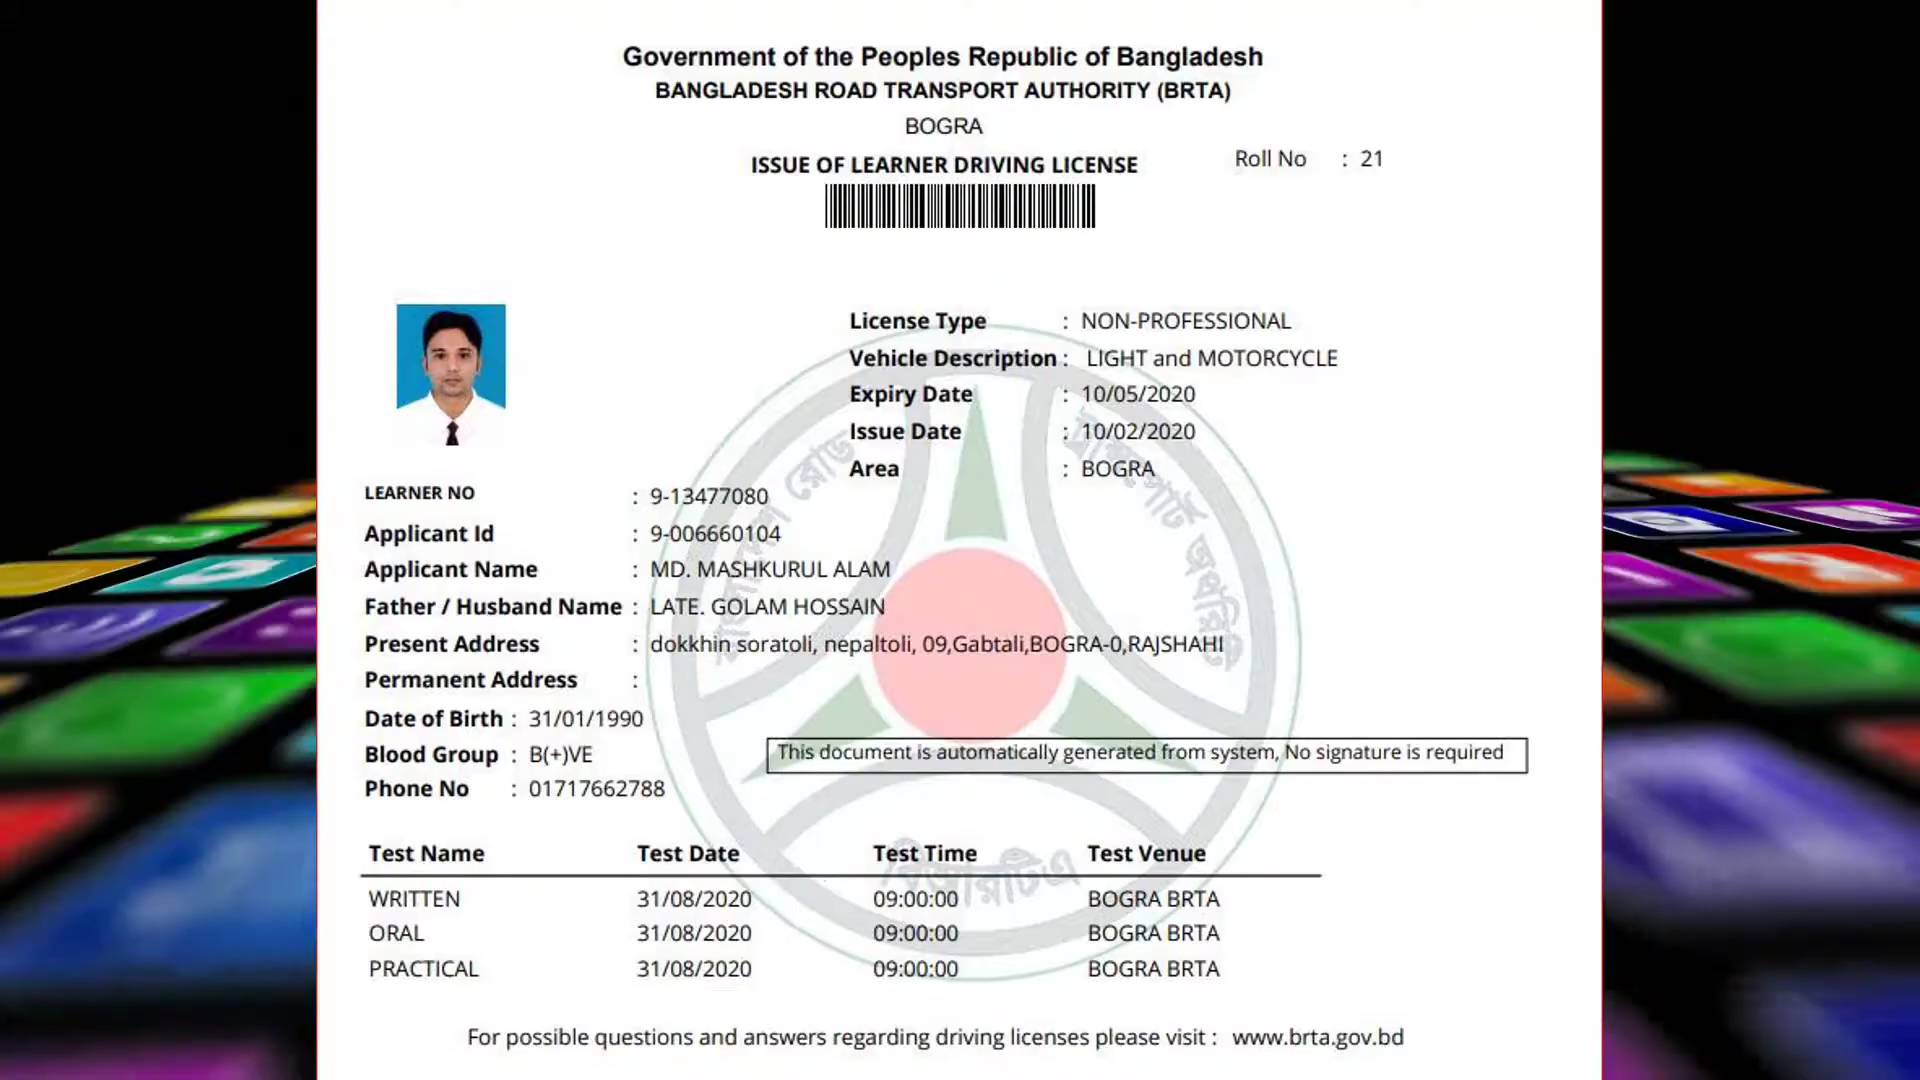 Government of the Peoples Republic of Bangladesh
BANGLADESH ROAD TRANSPORT AUTHORITY (BRTA)
BOGRA
ISSUE OF LEARNER DRIVING LICENSE
Roll No : 21
License Type : NON-PROFESSIONAL
Vehicle Description : LIGHT and MOTORCYCLE
Expiry Date : 10/05/2020
Issue Date : 10/02/2020
Area : BOGRA
LEARNER NO : 9-13477080
Applicant Id : 9-006660104
Applicant Name : MD. MASHKURUL ALAM
Father / Husband Name : LATE. GOLAM HOSSAIN
Present Address : dokkhin soratoli, nepaltoli, 09,Gabtali,BOGRA-0,RAJSHAHI
Permanent Address :
Date of Birth : 31/01/1990
Blood Group : B(+)VE
This document is automatically generated from system, No signature is required
Phone No : 01717662788
Test Name Test Date Test Time Test Venue
WRITTEN 31/08/2020 09:00:00 BOGRA BRTA
ORAL 31/08/2020 09:00:00 BOGRA BRTA
PRACTICAL 31/08/2020 09:00:00 BOGRA BRTA
For possible questions and answers regarding driving licenses please visit : www.brta.gov.bd
বাংলাদেশ রোড ট্রান্সপোর্ট অথরিটি
বিআরটিএ